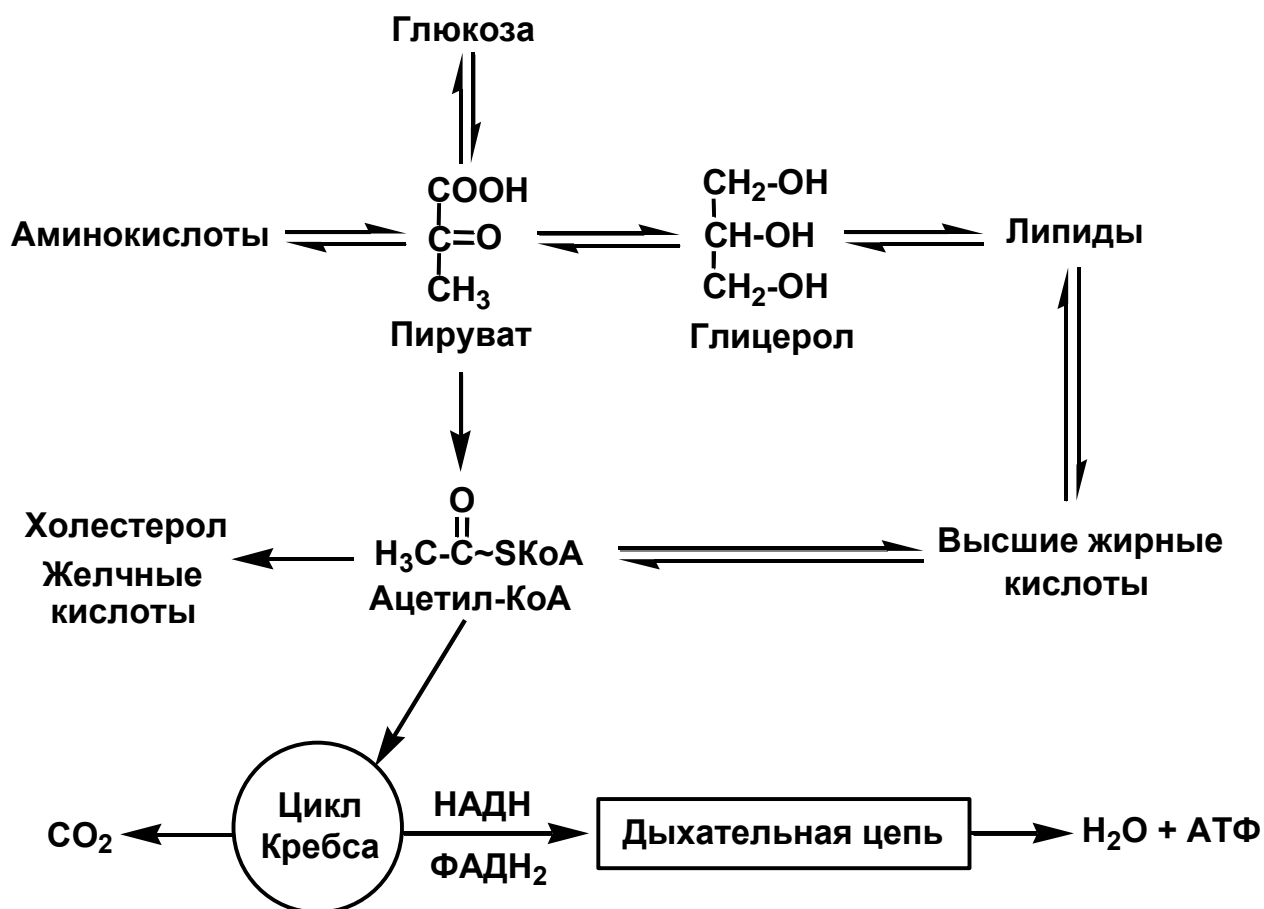 Глюкоза
COOH
CH₂-OH
Аминокислоты
C=O
CH-OH
Липиды
CH₃
CH₂-OH
Пируват
Глицерол
O
Холестерол
H₃C-C~SКоА
Высшие жирные
кислоты
Желчные
кислоты
Ацетил-КоА
Цикл
Кребса
НАДН
ФАДН₂
CO₂
Дыхательная цепь
H₂O + АТФ